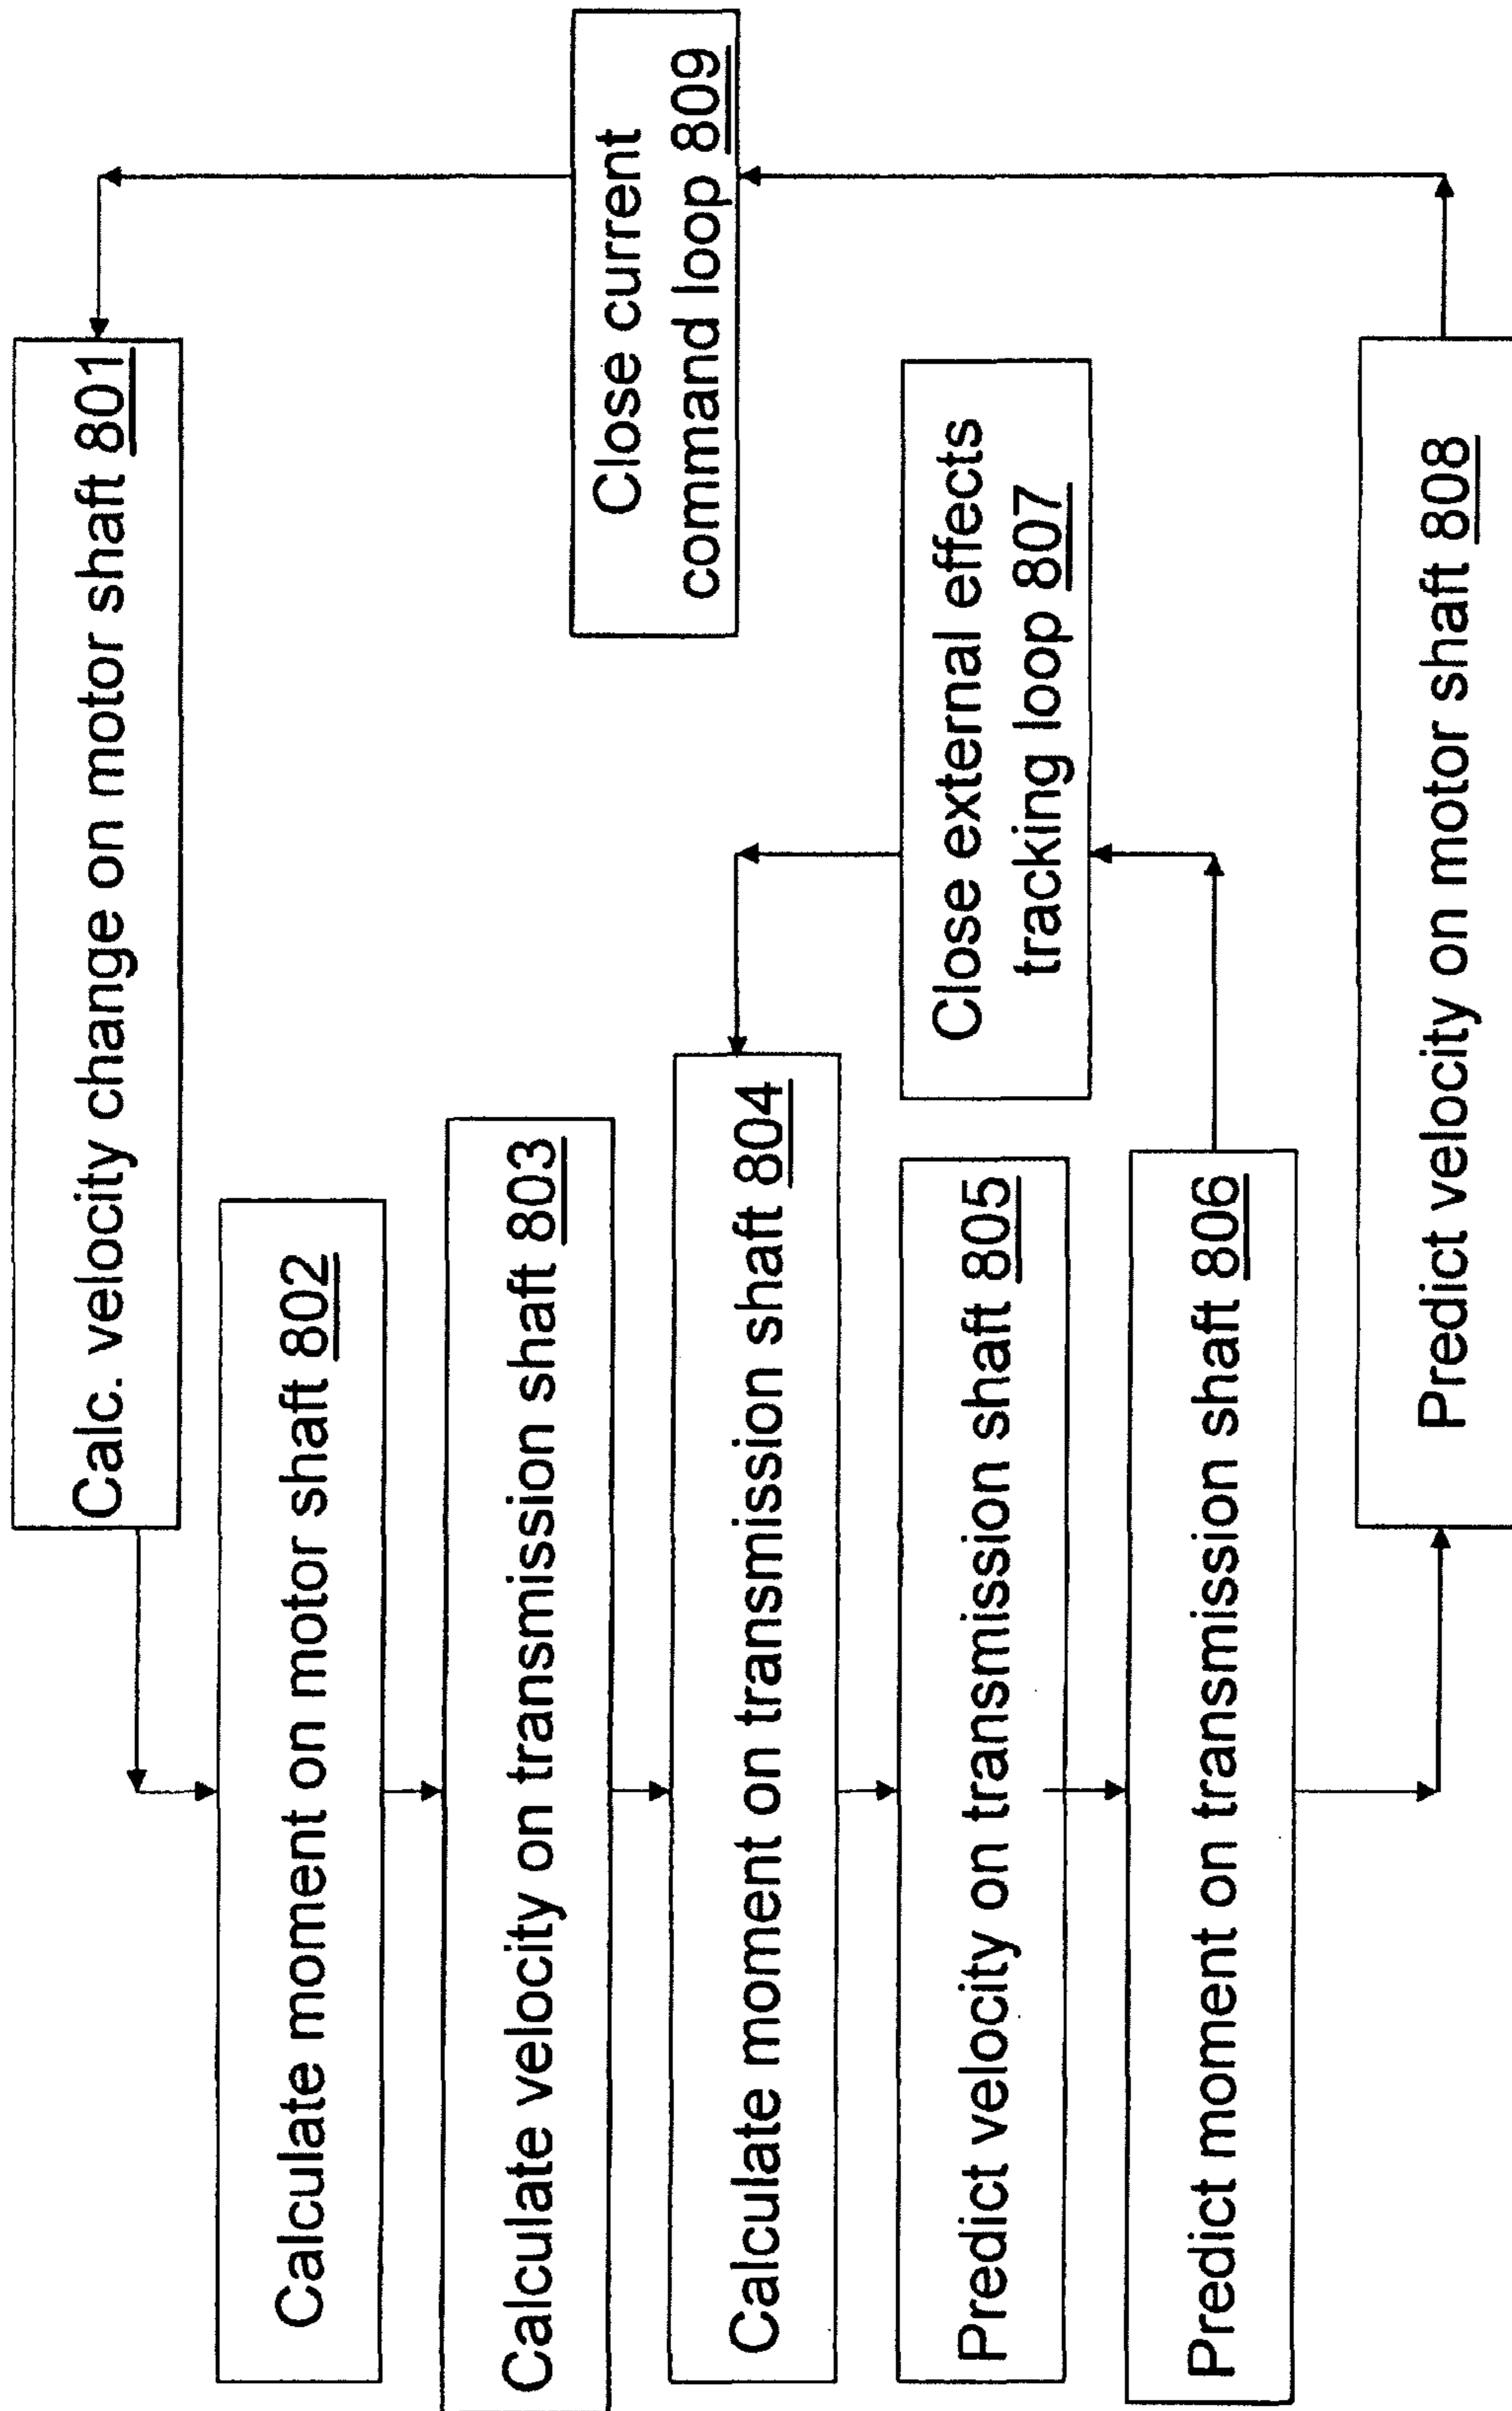 Calc. velocity change on motor shaft 801
Calculate moment on motor shaft 802
Calculate velocity on transmission shaft 803
Calculate moment on transmission shaft 804
Predict velocity on transmission shaft 805
Predict moment on transmission shaft 806
Close external effects
tracking loop 807
Predict velocity on motor shaft 808
Close current
command loop 809